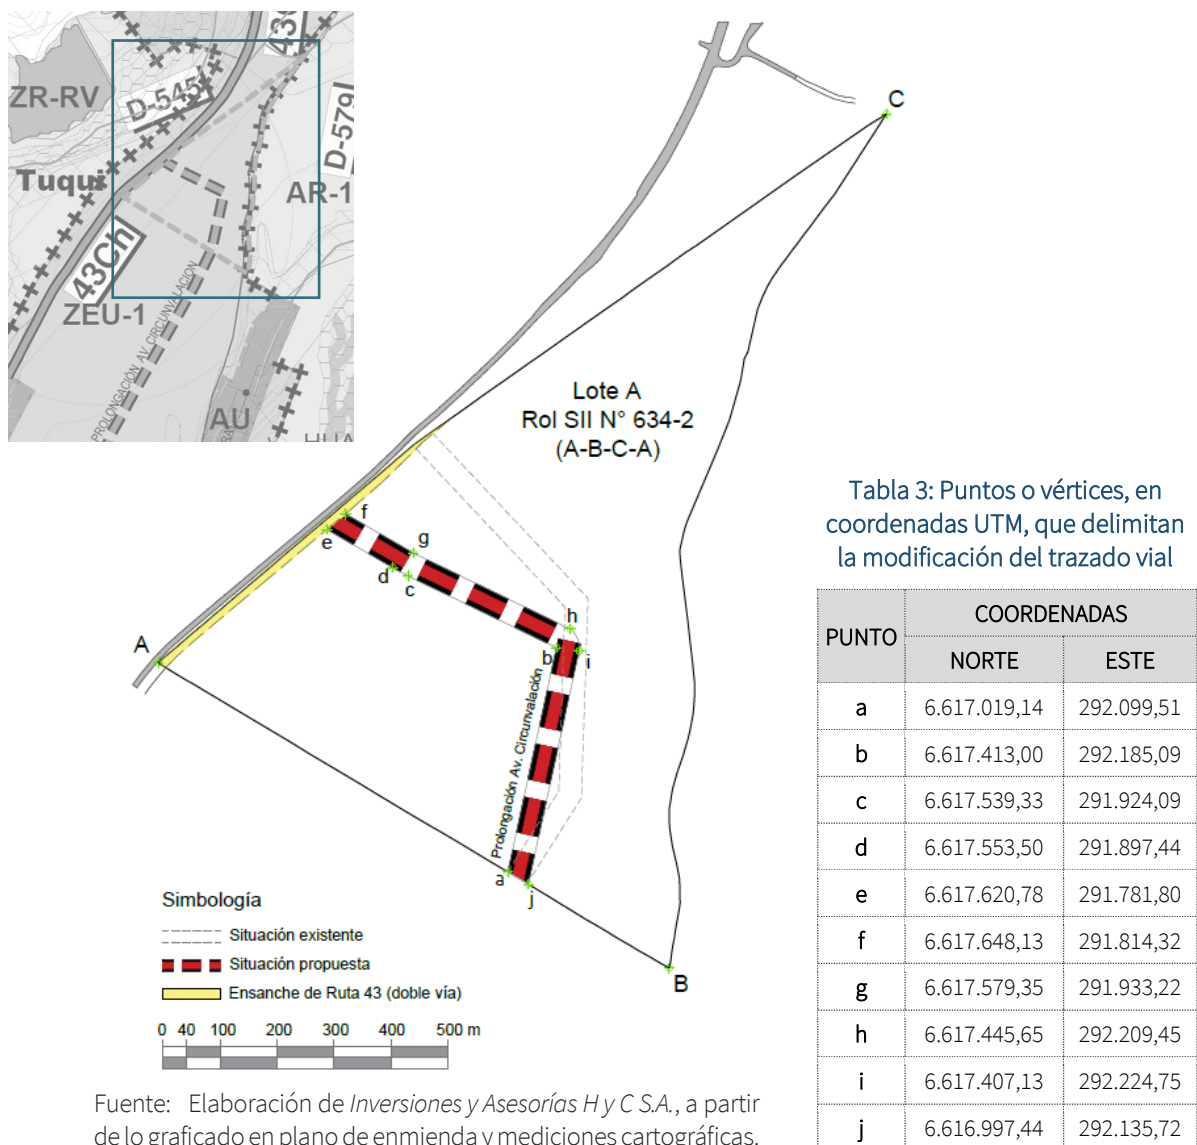 ZR-RV
D-545
43Ch
D-579
Tuqui
AR-1
43Ch
ZEU-1
PROLONGACIÓN AV. CIRCUNVALACION
AU
HUA
C
Lote A
Rol SII N° 634-2
(A-B-C-A)
f
e
g
d
c
h
b
i
A
Prolongación Av. Circunvalación
a
j
B
Simbología
Situación existente
Situación propuesta
Ensanche de Ruta 43 (doble vía)
0 40 100 200 300 400 500 m
Fuente: Elaboración de Inversiones y Asesorías H y C S.A., a partir
de lo graficado en plano de enmienda y mediciones cartográficas.
Tabla 3: Puntos o vértices, en
coordenadas UTM, que delimitan
la modificación del trazado vial
PUNTO COORDENADAS
NORTE ESTE
a 6.617.019,14 292.099,51
b 6.617.413,00 292.185,09
c 6.617.539,33 291.924,09
d 6.617.553,50 291.897,44
e 6.617.620,78 291.781,80
f 6.617.648,13 291.814,32
g 6.617.579,35 291.933,22
h 6.617.445,65 292.209,45
i 6.617.407,13 292.224,75
j 6.616.997,44 292.135,72